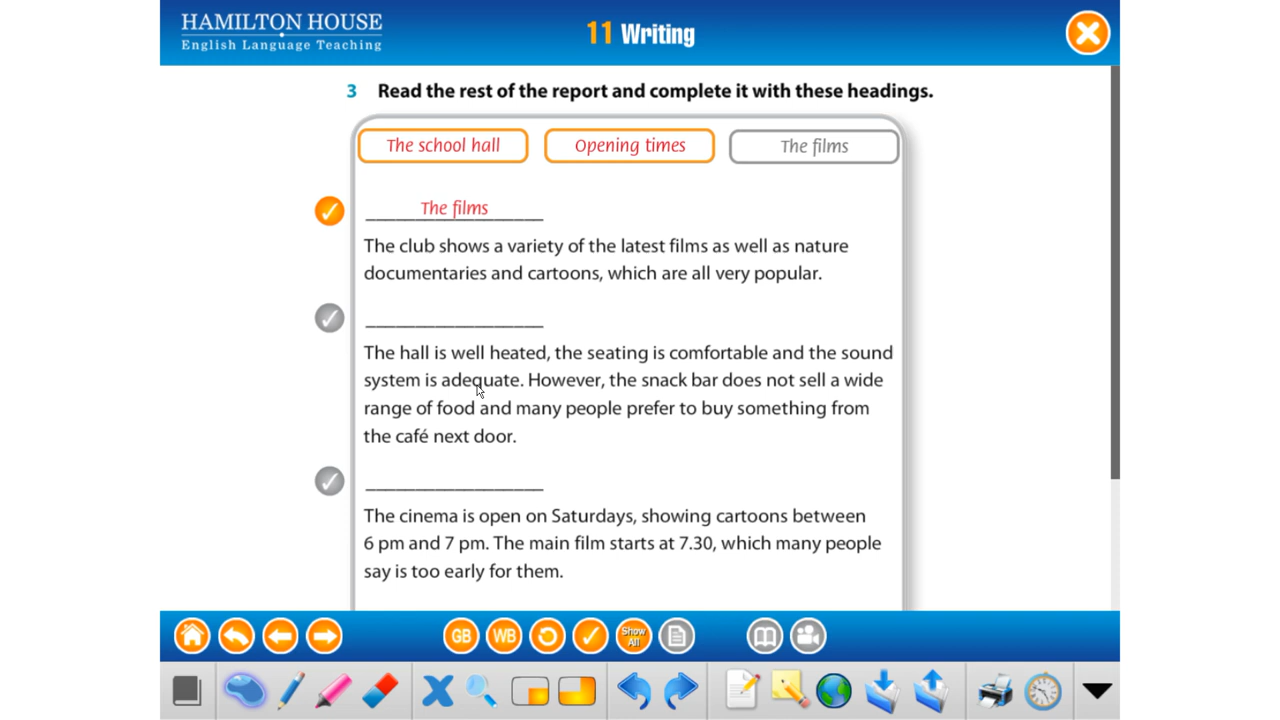 HAMILTON HOUSE
English Language Teaching
11 Writing
3 Read the rest of the report and complete it with these headings.
The school hall Opening times The films
The films
The club shows a variety of the latest films as well as nature
documentaries and cartoons, which are all very popular.
The hall is well heated, the seating is comfortable and the sound
system is adequate. However, the snack bar does not sell a wide
range of food and many people prefer to buy something from
the café next door.
The cinema is open on Saturdays, showing cartoons between
6 pm and 7 pm. The main film starts at 7.30, which many people
say is too early for them.
GB WB Show
All